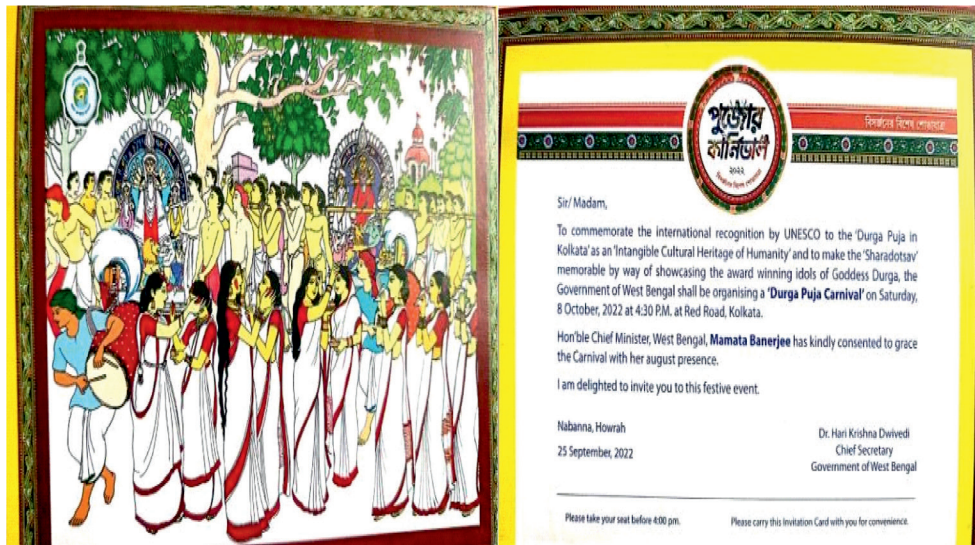 পুজোর
কার্নিভাল
২০২২
বিসর্জনের বিশেষ শোভাযাত্রা
বিসর্জনের বিশেষ শোভাযাত্রা
Sir/ Madam,
To commemorate the international recognition by UNESCO to the 'Durga Puja in
Kolkata' as an 'Intangible Cultural Heritage of Humanity' and to make the 'Sharadotsav'
memorable by way of showcasing the award winning idols of Goddess Durga, the
Government of West Bengal shall be organising a 'Durga Puja Carnival' on Saturday,
8 October, 2022 at 4:30 P.M. at Red Road, Kolkata.
Hon'ble Chief Minister, West Bengal, Mamata Banerjee has kindly consented to grace
the Carnival with her august presence.
I am delighted to invite you to this festive event.
Nabanna, Howrah
25 September, 2022
Dr. Hari Krishna Dwivedi
Chief Secretary
Government of West Bengal
Please take your seat before 4:00 pm.
Please carry this Invitation Card with you for convenience.